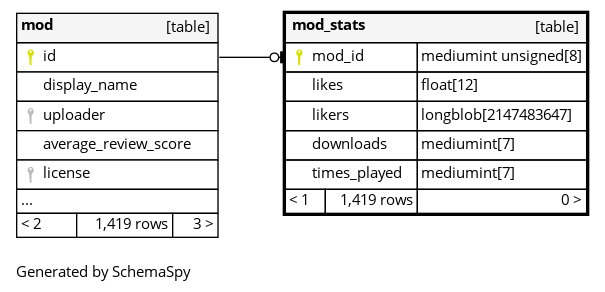 mod [table]
id
display_name
uploader
average_review_score
license
...
< 2 1,419 rows 3 >
mod_stats [table]
mod_id mediumint unsigned[8]
likes float[12]
likers longblob[2147483647]
downloads mediumint[7]
times_played mediumint[7]
< 1 1,419 rows 0 >
Generated by SchemaSpy